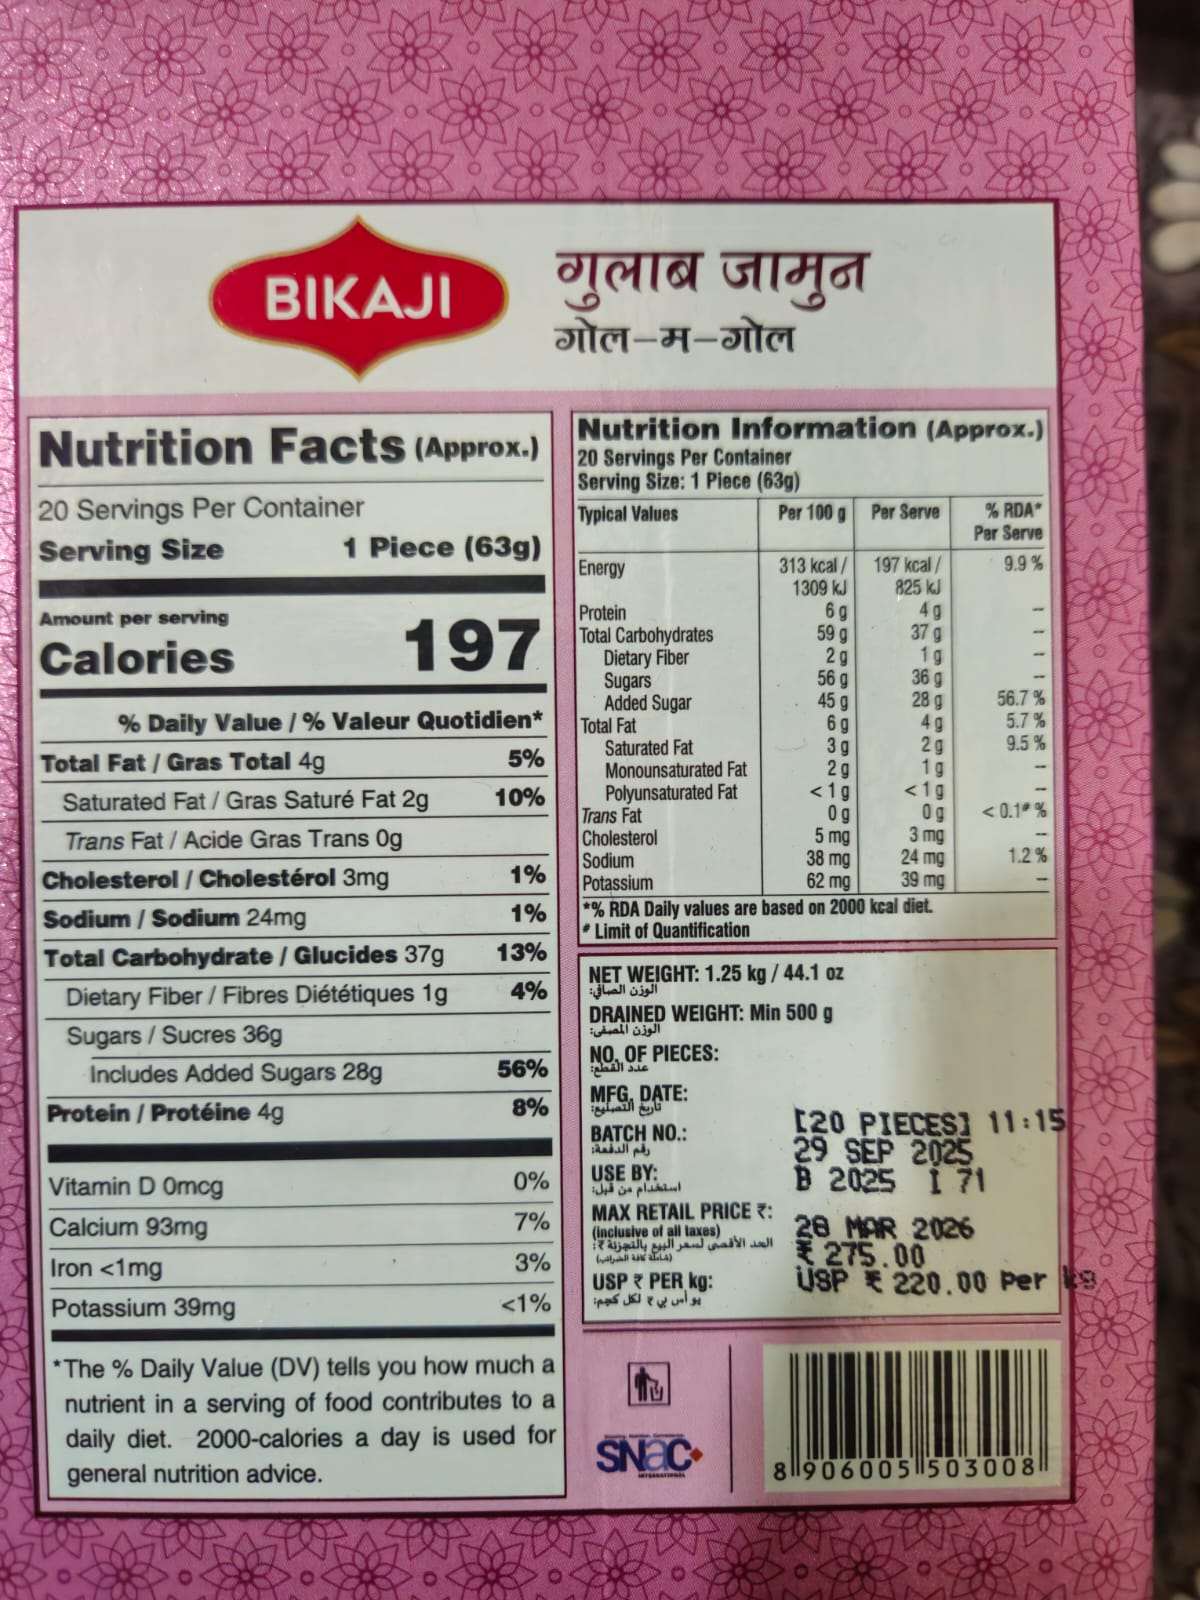 BIKAJI
गुलाब जामुन
गोल-म-गोल
Nutrition Facts (Approx.)
20 Servings Per Container
Serving Size 1 Piece (63g)
Amount per serving
Calories 197
% Daily Value / % Valeur Quotidien*
Total Fat / Gras Total 4g 5%
Saturated Fat / Gras Saturé Fat 2g 10%
Trans Fat / Acide Gras Trans 0g
Cholesterol / Cholestérol 3mg 1%
Sodium / Sodium 24mg 1%
Total Carbohydrate / Glucides 37g 13%
Dietary Fiber / Fibres Diététiques 1g 4%
Sugars / Sucres 36g
Includes Added Sugars 28g 56%
Protein / Protéine 4g 8%
Vitamin D 0mcg 0%
Calcium 93mg 7%
Iron <1mg 3%
Potassium 39mg <1%
*The % Daily Value (DV) tells you how much a
nutrient in a serving of food contributes to a
daily diet. 2000-calories a day is used for
general nutrition advice.
Nutrition Information (Approx.)
20 Servings Per Container
Serving Size: 1 Piece (63g)
Typical Values Per 100 g Per Serve % RDA*
Per Serve
Energy 313 kcal / 197 kcal / 9.9 %
1309 kJ 825 kJ
Protein 6 g 4 g --
Total Carbohydrates 59 g 37 g --
Dietary Fiber 2 g 1 g --
Sugars 56 g 36 g --
Added Sugar 45 g 28 g 56.7 %
Total Fat 6 g 4 g 5.7 %
Saturated Fat 3 g 2 g 9.5 %
Monounsaturated Fat 2 g 1 g --
Polyunsaturated Fat < 1 g < 1 g --
Trans Fat 0 g 0 g < 0.1# %
Cholesterol 5 mg 3 mg --
Sodium 38 mg 24 mg 1.2 %
Potassium 62 mg 39 mg --
*% RDA Daily values are based on 2000 kcal diet.
# Limit of Quantification
NET WEIGHT: 1.25 kg / 44.1 oz
الوزن الصافي:
DRAINED WEIGHT: Min 500 g
الوزن المصفى:
NO. OF PIECES:
عدد القطع:
MFG. DATE:
تاريخ التصنيع:
[20 PIECES] 11:15
BATCH NO.:
29 SEP 2025
رقم الدفعة:
USE BY:
B 2025 I 71
استخدام من قبل:
MAX RETAIL PRICE ₹:
(inclusive of all taxes)
28 MAR 2026
الحد الأقصى لسعر البيع بالتجزئة ₹:
(شاملة كافة الضرائب)
₹ 275.00
USP ₹ PER kg:
USP ₹ 220.00 Per kg
يو أس بي ₹ لكل كجم:
SNAC
INTERNATIONAL
8 906005 503008